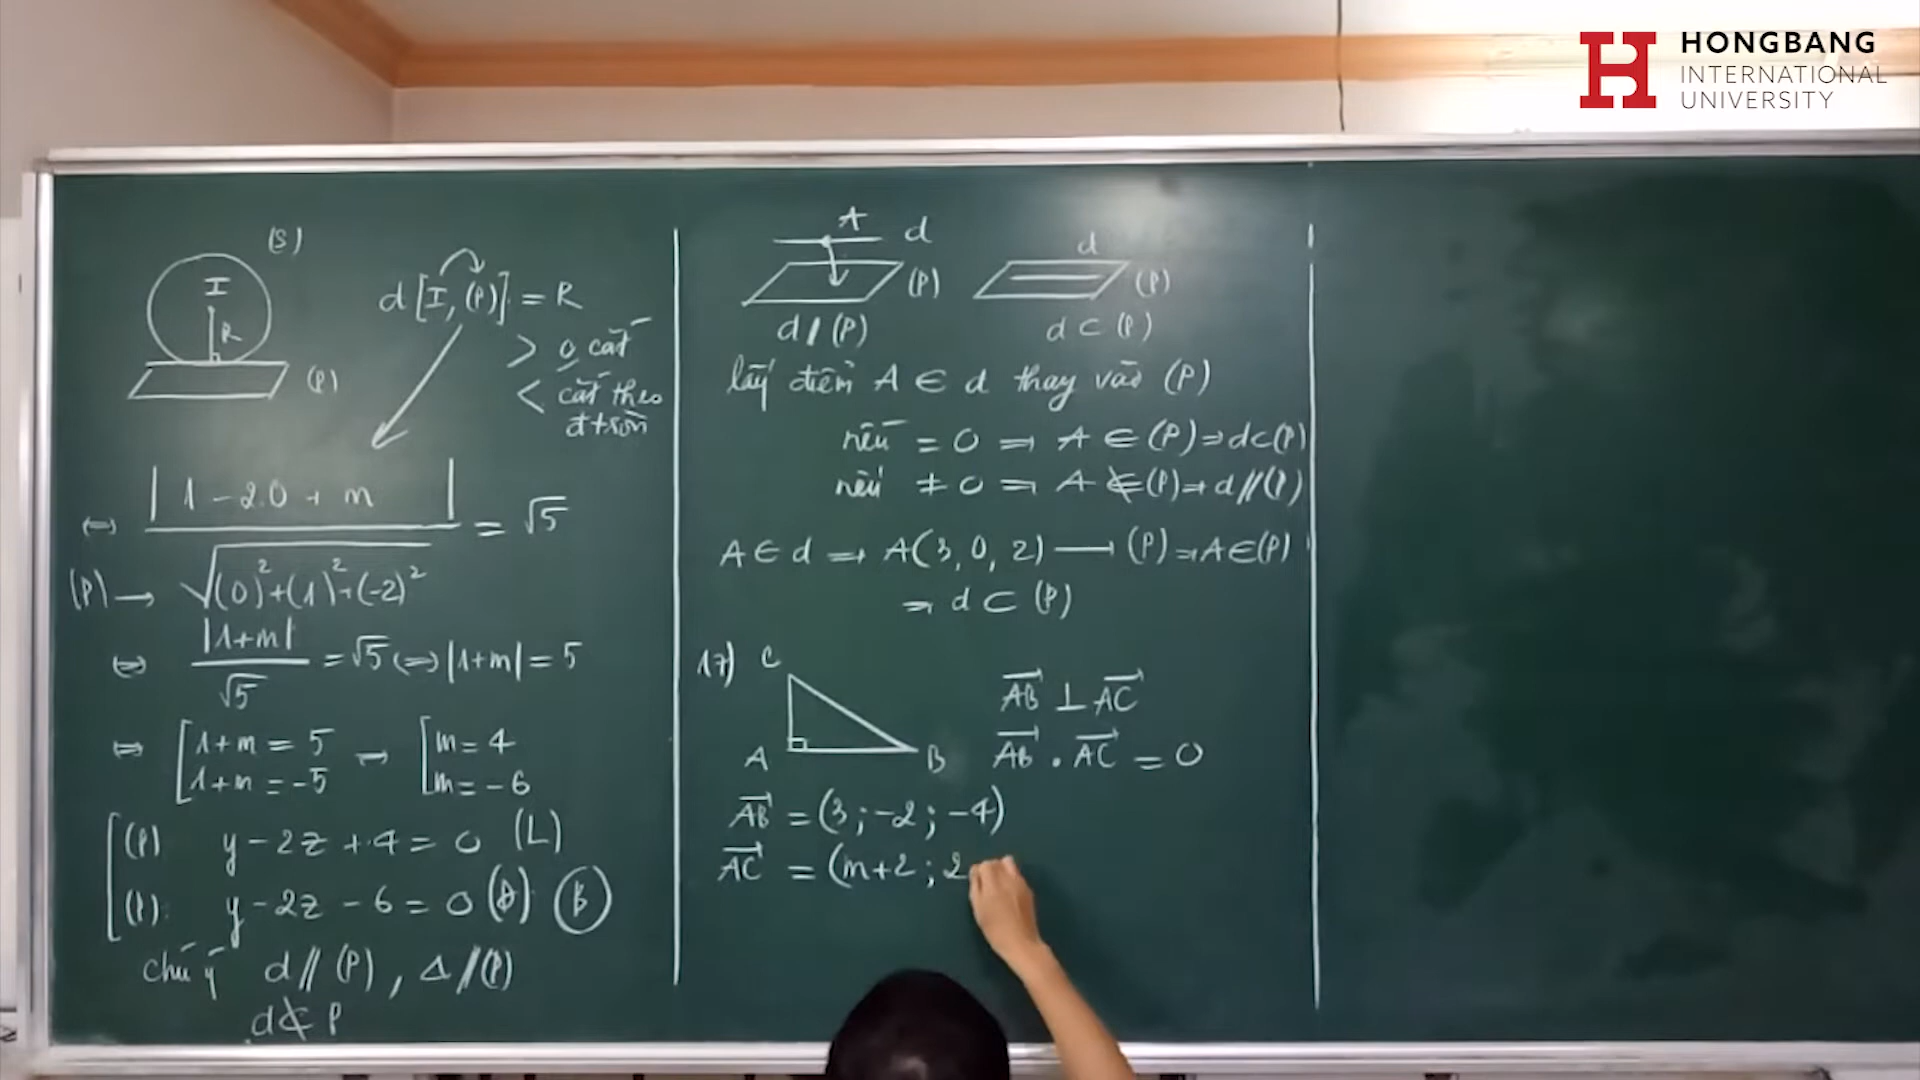 HONGBANG
INTERNATIONAL
UNIVERSITY
(S)
I
R
(P)
d[I,(P)] = R
> o cắt
< cắt theo
đtròn
⇔ |1-2.0+m| / = √5
(P) → √(0)²+(1)²+(-2)²
⇔ |1+m| / √5 = √5 ⇔ |1+m| = 5
⇔ [1+m = 5 → [m = 4
1+m = -5 m = -6
(P) y-2z+4=0 (L)
(P): y-2z-6=0 (Đ) (B)
chú ý d//(P), Δ//(P)
d⊄P
A d
(P)
d//(P)
d
(P)
d⊂(P)
lấy điểm A ∈ d thay vào (P)
nếu = 0 ⇒ A ∈ (P) ⇒ d⊂(P)
nếu ≠ 0 ⇒ A ∉ (P) ⇒ d//(P)
A ∈ d ⇒ A(3, 0, 2) → (P) ⇒ A∈(P)
⇒ d ⊂ (P)
17) C
A B
AB ⊥ AC
AB . AC = 0
AB = (3; -2; -4)
AC = (m+2; 2